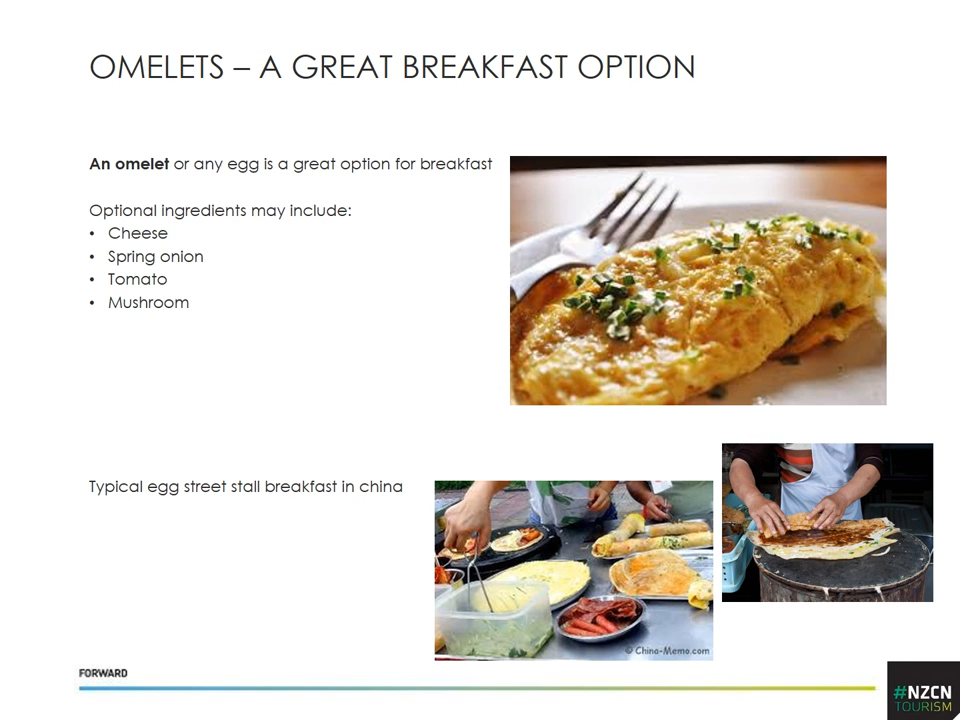 OMELETS – A GREAT BREAKFAST OPTION
An omelet or any egg is a great option for breakfast
Optional ingredients may include:
• Cheese
• Spring onion
• Tomato
• Mushroom
Typical egg street stall breakfast in china
© China-Memo.com
FORWARD
#NZCN
TOURISM